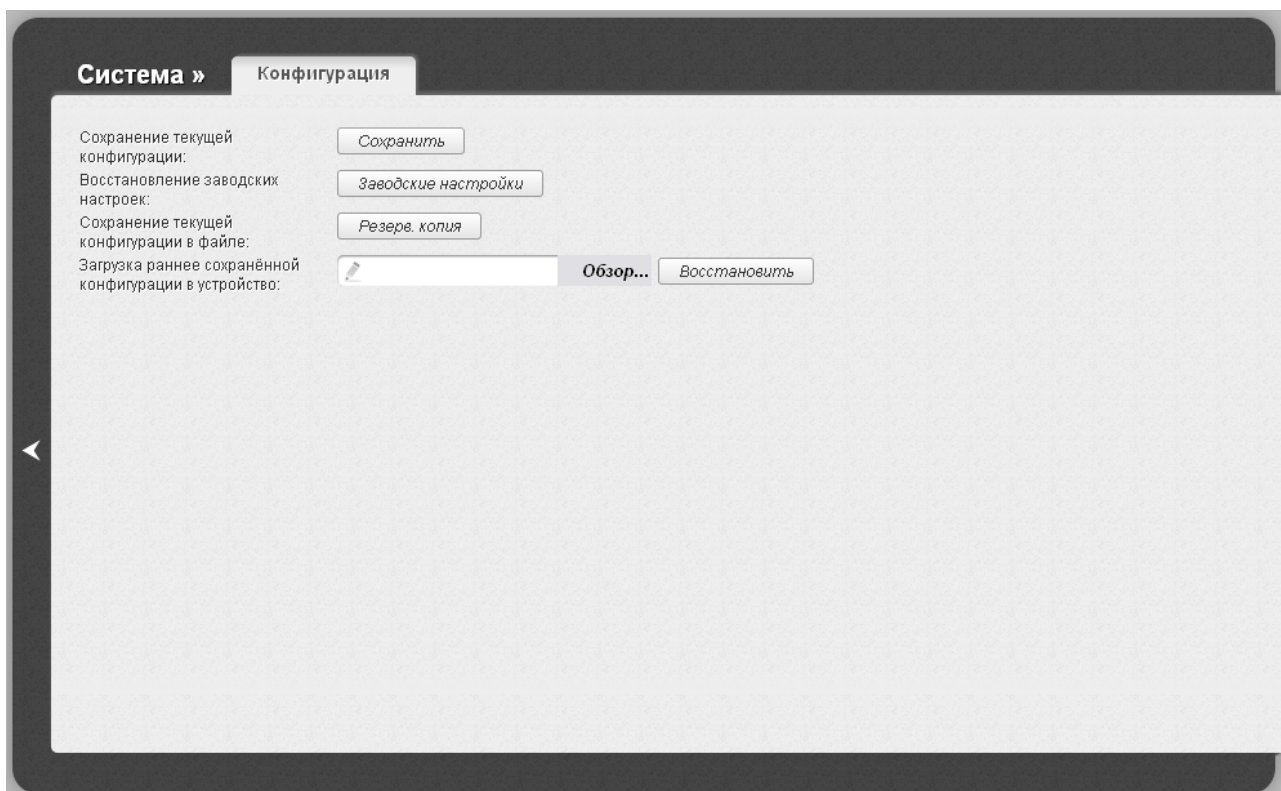 Система » Конфигурация
Сохранение текущей
конфигурации:
Сохранить
Восстановление заводских
настроек:
Заводские настройки
Сохранение текущей
конфигурации в файле:
Резерв. копия
Загрузка раннее сохранённой
конфигурации в устройство:
Обзор... Восстановить